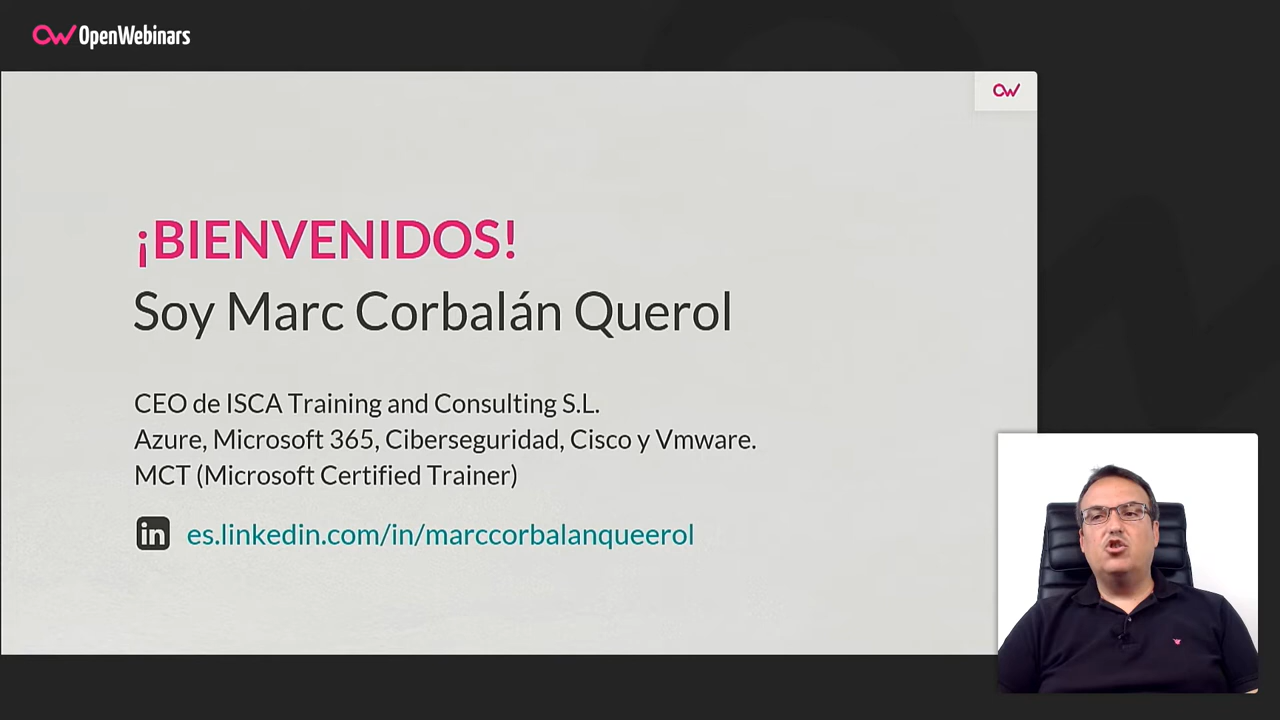 OpenWebinars
¡BIENVENIDOS!
Soy Marc Corbalán Querol
CEO de ISCA Training and Consulting S.L.
Azure, Microsoft 365, Ciberseguridad, Cisco y Vmware.
MCT (Microsoft Certified Trainer)
in es.linkedin.com/in/marccorbalanqueerol